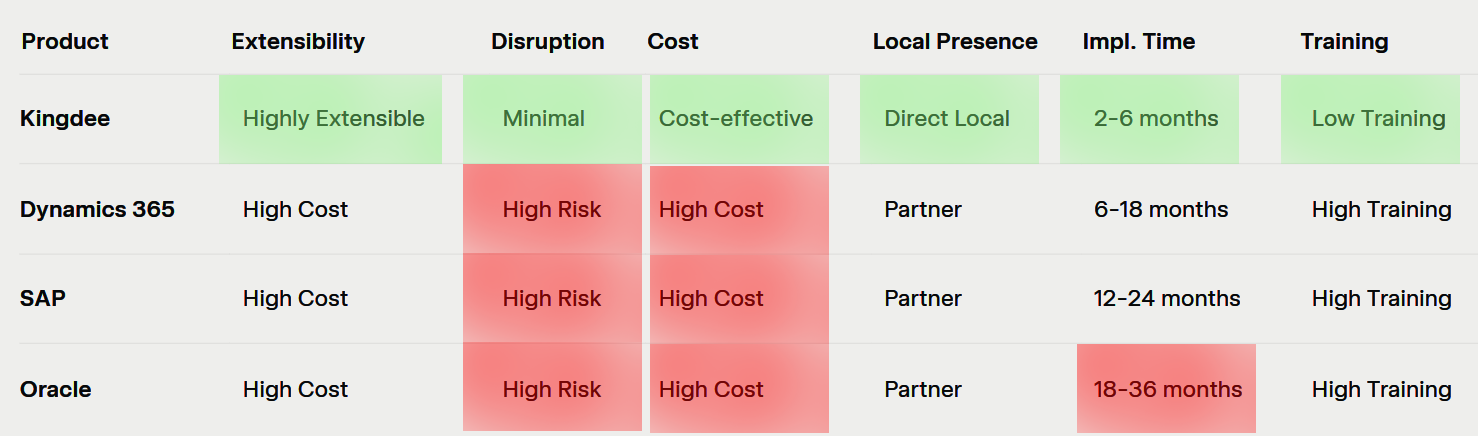 Product Extensibility Disruption Cost Local Presence Impl. Time Training
Kingdee Highly Extensible Minimal Cost-effective Direct Local 2-6 months Low Training
Dynamics 365 High Cost High Risk High Cost Partner 6-18 months High Training
SAP High Cost High Risk High Cost Partner 12-24 months High Training
Oracle High Cost High Risk High Cost Partner 18-36 months High Training